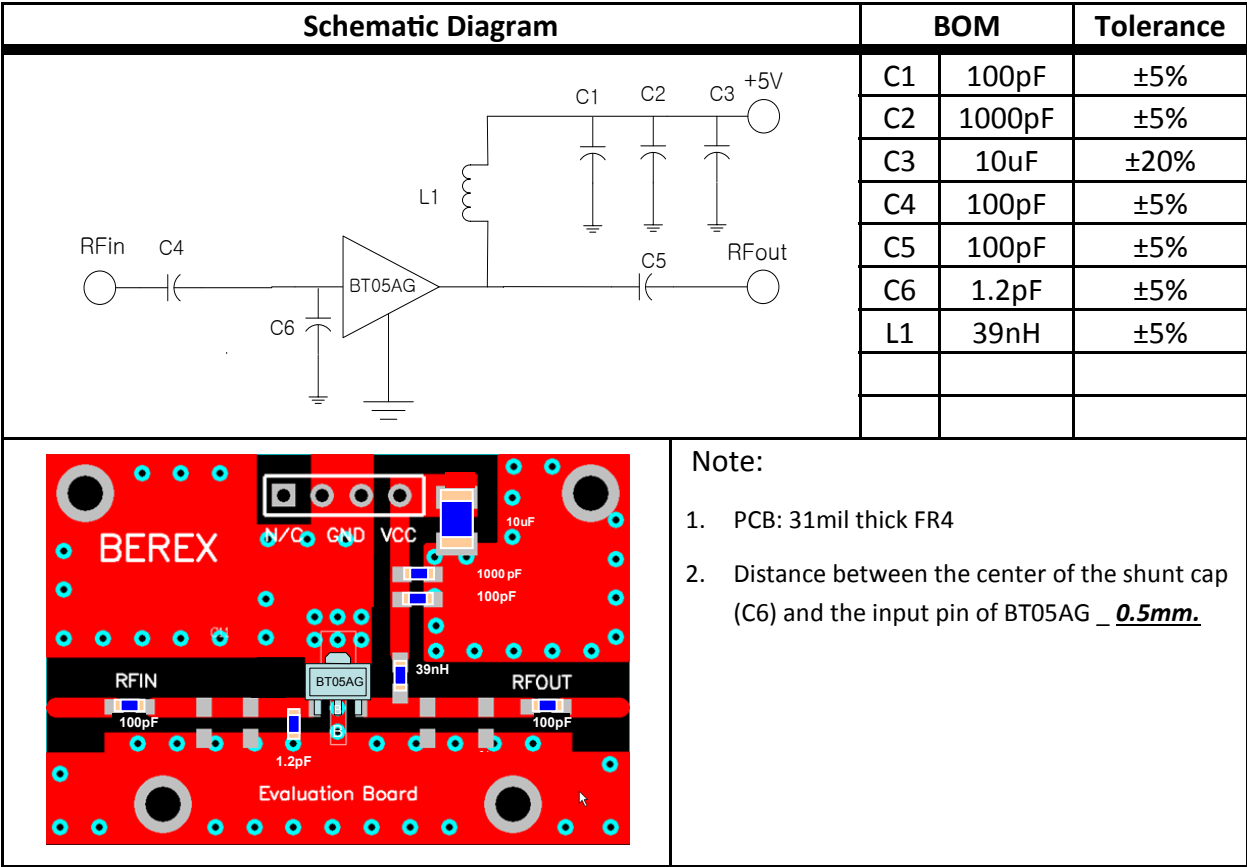 Schematic Diagram
BOM
Tolerance
C1 100pF ±5%
C2 1000pF ±5%
C3 10uF ±20%
C4 100pF ±5%
C5 100pF ±5%
C6 1.2pF ±5%
L1 39nH ±5%
C1
C2
C3
+5V
L1
RFin
C4
BT05AG
C5
RFout
C6
BEREX
N/C GND VCC
10uF
1000pF
100pF
39nH
RFIN
BT05AG
RFOUT
100pF
B
B
100pF
1.2pF
Evaluation Board
Note:
1. PCB: 31mil thick FR4
2. Distance between the center of the shunt cap
(C6) and the input pin of BT05AG _ 0.5mm.